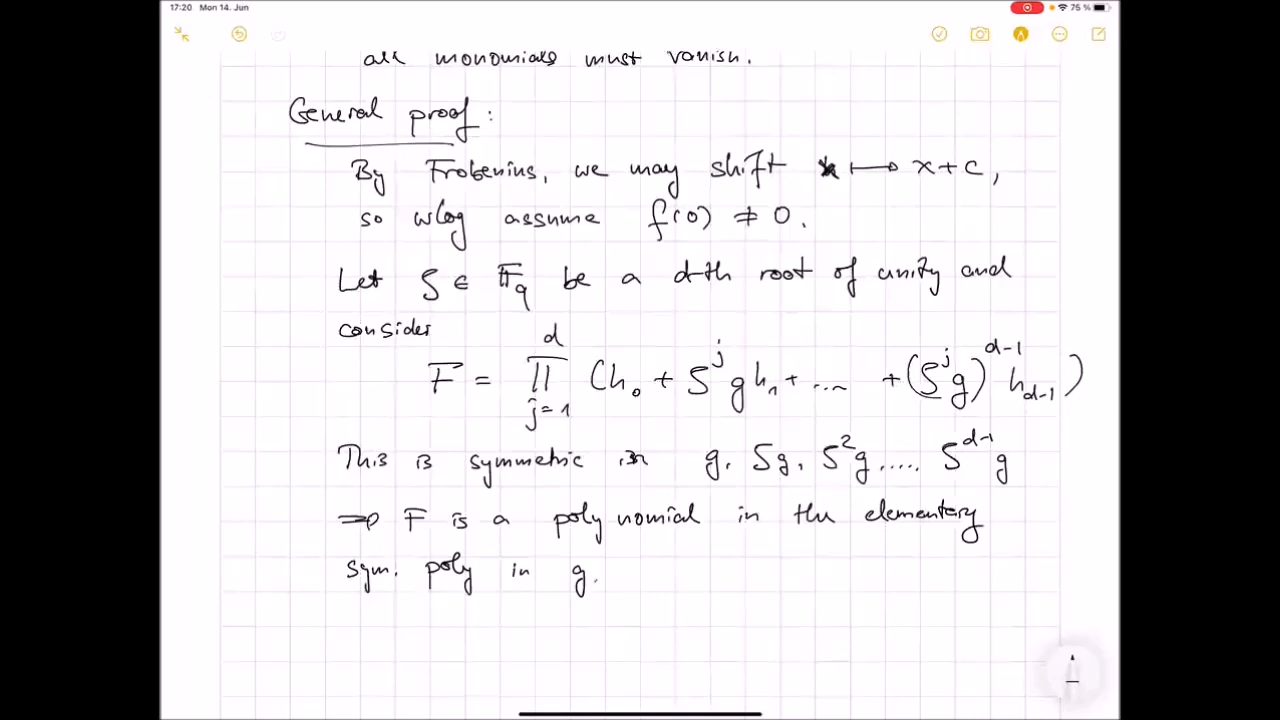 17:20 Mon 14. Jun 75 %
all monomials must vanish.
General proof:
By Frobenius, we may shift x ↦ x+c,
so wlog assume f(0) ≠ 0.
Let ζ ∈ 𝔽_q be a d-th root of unity and
consider
F = ∏_{j=1}^{d} (h_0 + ζ^j g h_1 + ... + (ζ^j g)^{d-1} h_{d-1})
This is symmetric in g, ζg, ζ^2 g, ..... ζ^{d-1} g
⇒ F is a polynomial in the elementary
sym. poly in g.